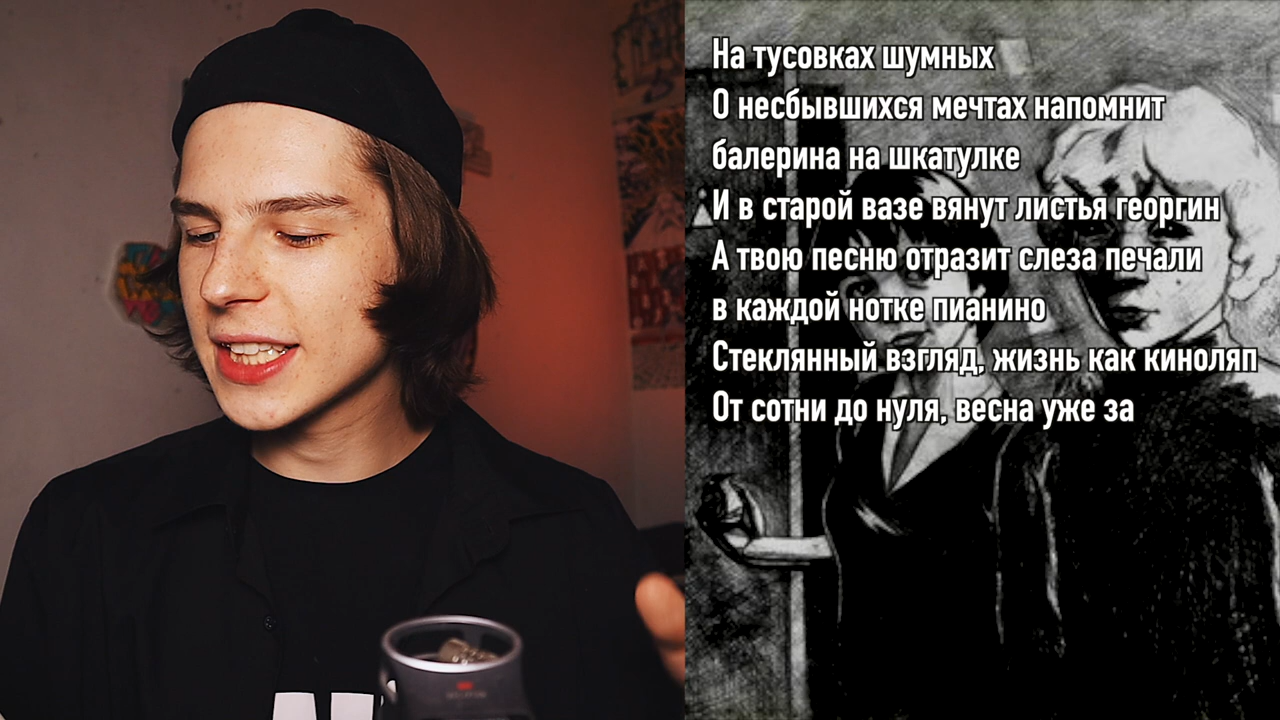 На тусовках шумных
О несбывшихся мечтах напомнит
балерина на шкатулке
И в старой вазе вянут листья георгин
А твою песню отразит слеза печали
в каждой нотке пианино
Стеклянный взгляд, жизнь как киноляп
От сотни до нуля, весна уже за